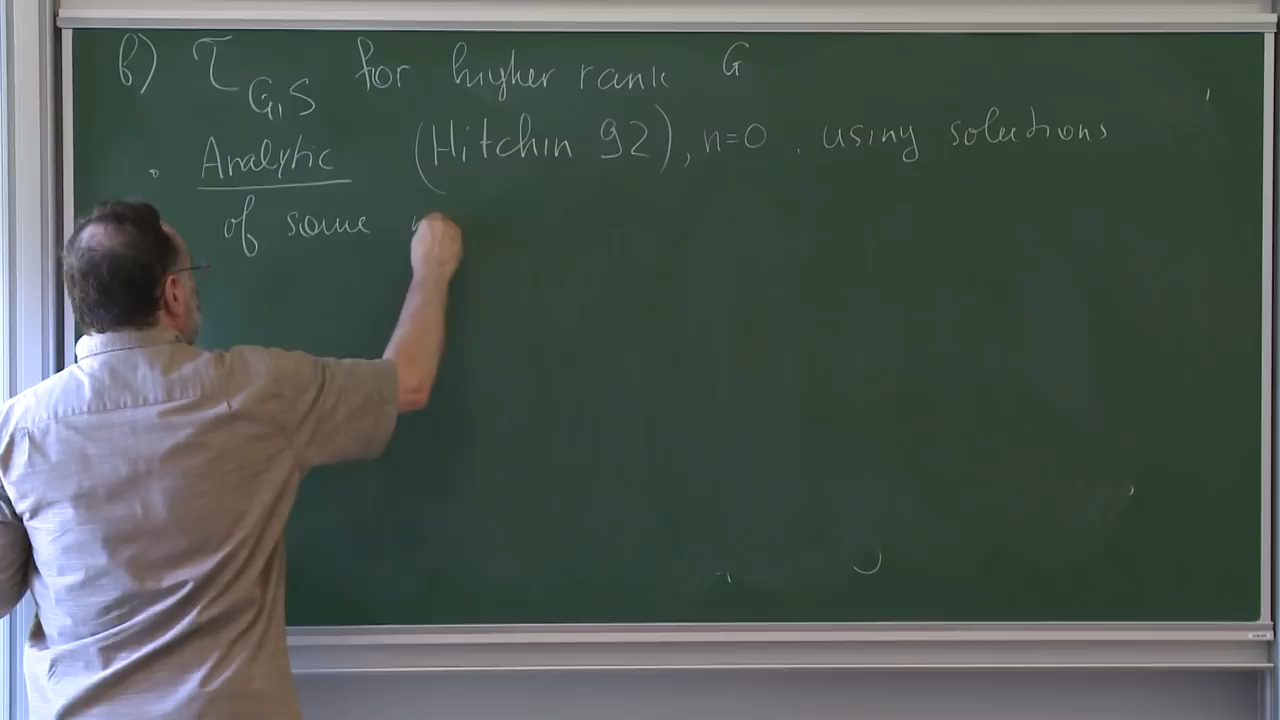 b) τ_{G,S} for higher rank G
• Analytic (Hitchin 92), n=0, using solutions
of some